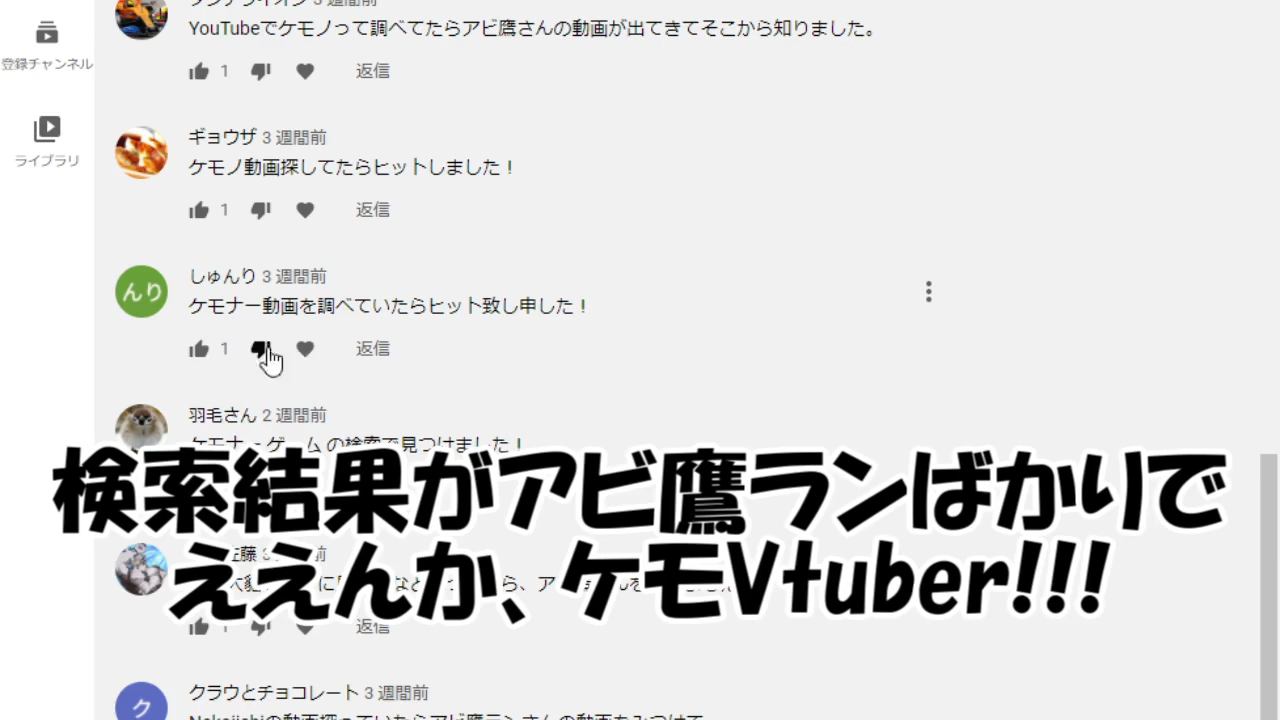 3 週間前
YouTubeでケモノって調べてたらアビ鷹さんの動画が出てきてそこから知りました。
登録チャンネル
1
返信
ギョウザ 3 週間前
ケモノ動画探してたらヒットしました！
ライブラリ
1
返信
んり
しゅんり 3 週間前
ケモナー動画を調べていたらヒット致し申した！
1
返信
羽毛さん 2 週間前
ケモナーゲームの検索で見つけました！
検索結果がアビ鷹ランばかりで
佐藤
ええんか、ケモVtuber!!!
返信
クラウとチョコレート 3 週間前
ク